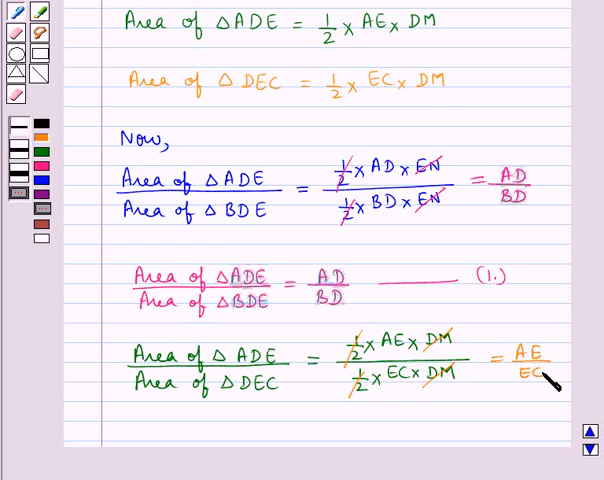 Area of △ADE = 1/2 × AE × DM
Area of △DEC = 1/2 × EC × DM
Now,
Area of △ADE / Area of △BDE = 1/2 × AD × EN / 1/2 × BD × EN = AD / BD
Area of △ADE / Area of △BDE = AD / BD ——— (1.)
Area of △ADE / Area of △DEC = 1/2 × AE × DM / 1/2 × EC × DM = AE / EC